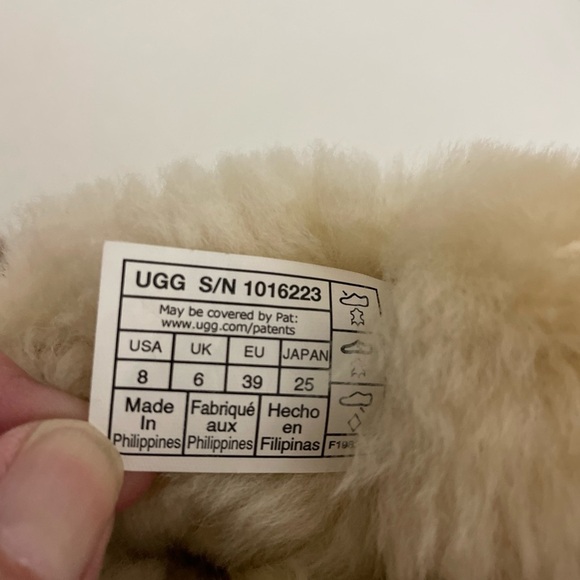 UGG S/N 1016223
May be covered by Pat:
www.ugg.com/patents
USA UK EU JAPAN
8 6 39 25
Made In Philippines
Fabriqué aux Philippines
Hecho en Filipinas